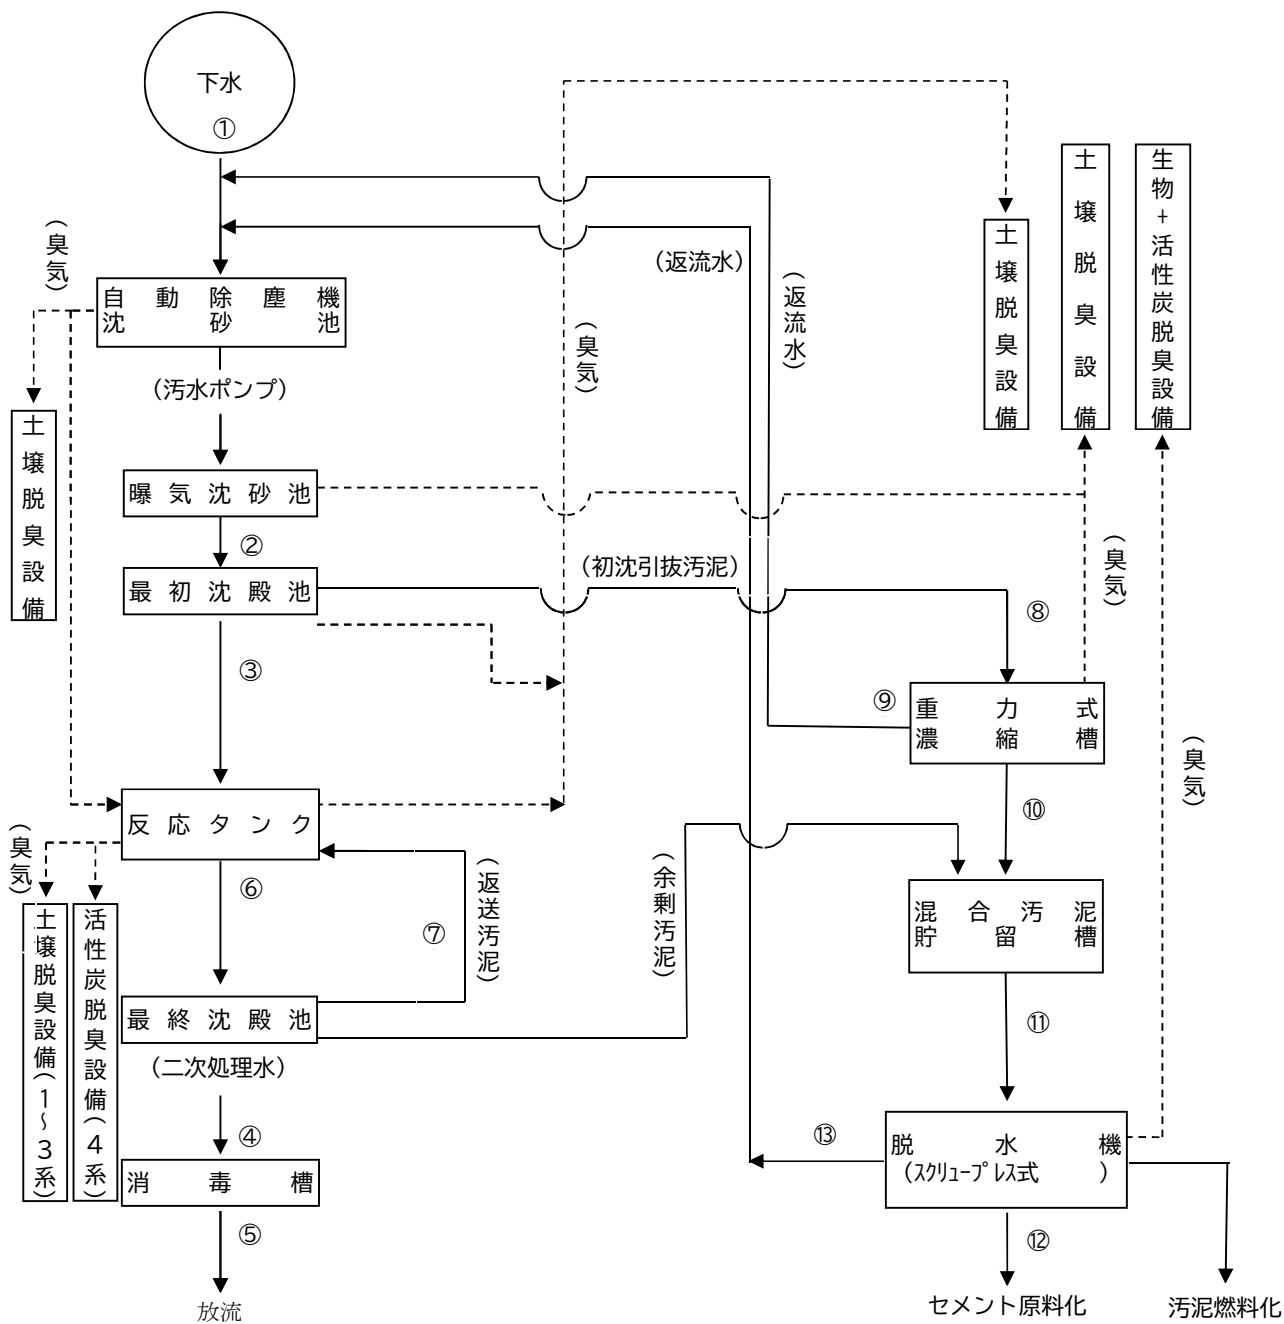 下水
①
（臭気）
自動除塵機
沈砂池
（汚水ポンプ）
土壌脱臭設備
曝気沈砂池
②
最初沈殿池
③
反応タンク
（臭気）
⑥
⑦
（返送汚泥）
土壌脱臭設備（１～３系）
活性炭脱臭設備（４系）
最終沈殿池
（二次処理水）
④
消毒槽
⑤
放流
（臭気）
（返流水）
（返流水）
土壌脱臭設備
土壌脱臭設備
生物+活性炭脱臭設備
（初沈引抜汚泥）
（臭気）
⑧
⑨
重力式
濃縮槽
（臭気）
⑩
（余剰汚泥）
混合汚泥
貯留槽
⑪
⑬
脱水機
（ｽｸﾘｭｰﾌﾟﾚｽ式）
⑫
セメント原料化
汚泥燃料化